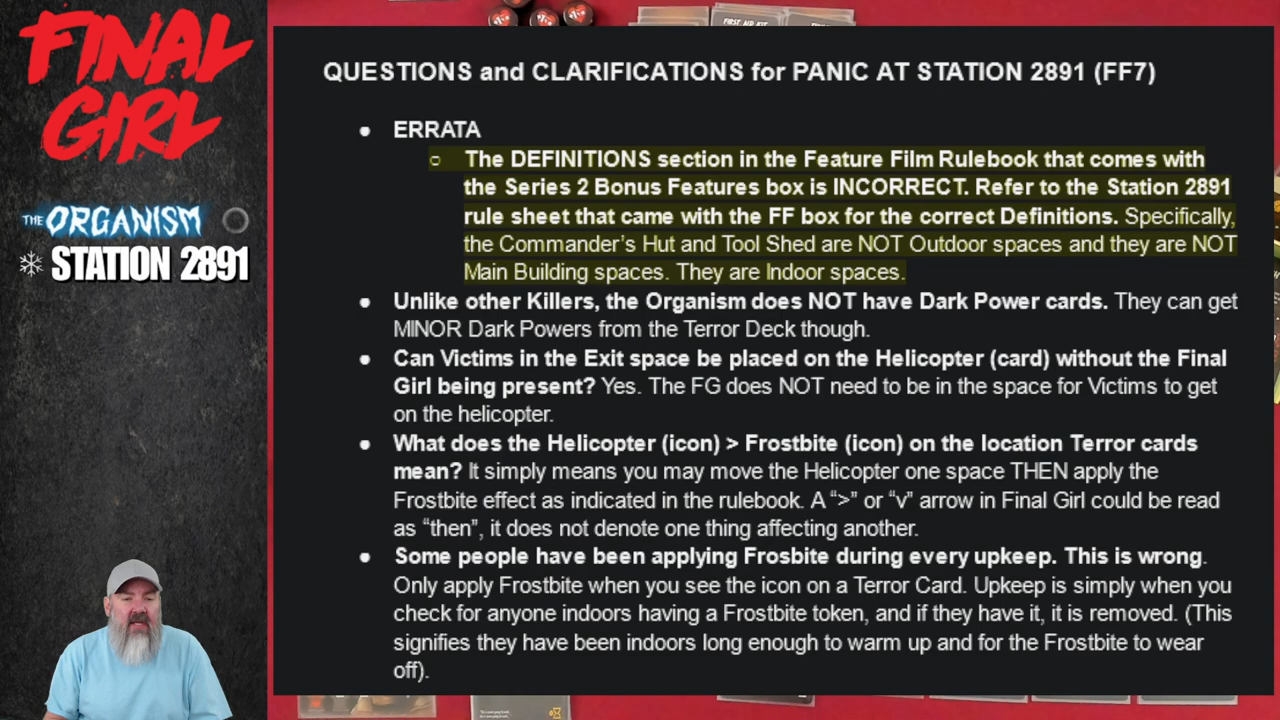 FINAL
GIRL
THE ORGANISM
STATION 2891
FIRST AID KIT
QUESTIONS and CLARIFICATIONS for PANIC AT STATION 2891 (FF7)
● ERRATA
○ The DEFINITIONS section in the Feature Film Rulebook that comes with
the Series 2 Bonus Features box is INCORRECT. Refer to the Station 2891
rule sheet that came with the FF box for the correct Definitions. Specifically,
the Commander's Hut and Tool Shed are NOT Outdoor spaces and they are NOT
Main Building spaces. They are Indoor spaces.
● Unlike other Killers, the Organism does NOT have Dark Power cards. They can get
MINOR Dark Powers from the Terror Deck though.
● Can Victims in the Exit space be placed on the Helicopter (card) without the Final
Girl being present? Yes. The FG does NOT need to be in the space for Victims to get
on the helicopter.
● What does the Helicopter (icon) > Frostbite (icon) on the location Terror cards
mean? It simply means you may move the Helicopter one space THEN apply the
Frostbite effect as indicated in the rulebook. A “>” or “v” arrow in Final Girl could be read
as “then”, it does not denote one thing affecting another.
● Some people have been applying Frosbite during every upkeep. This is wrong.
Only apply Frostbite when you see the icon on a Terror Card. Upkeep is simply when you
check for anyone indoors having a Frostbite token, and if they have it, it is removed. (This
signifies they have been indoors long enough to warm up and for the Frostbite to wear
off).